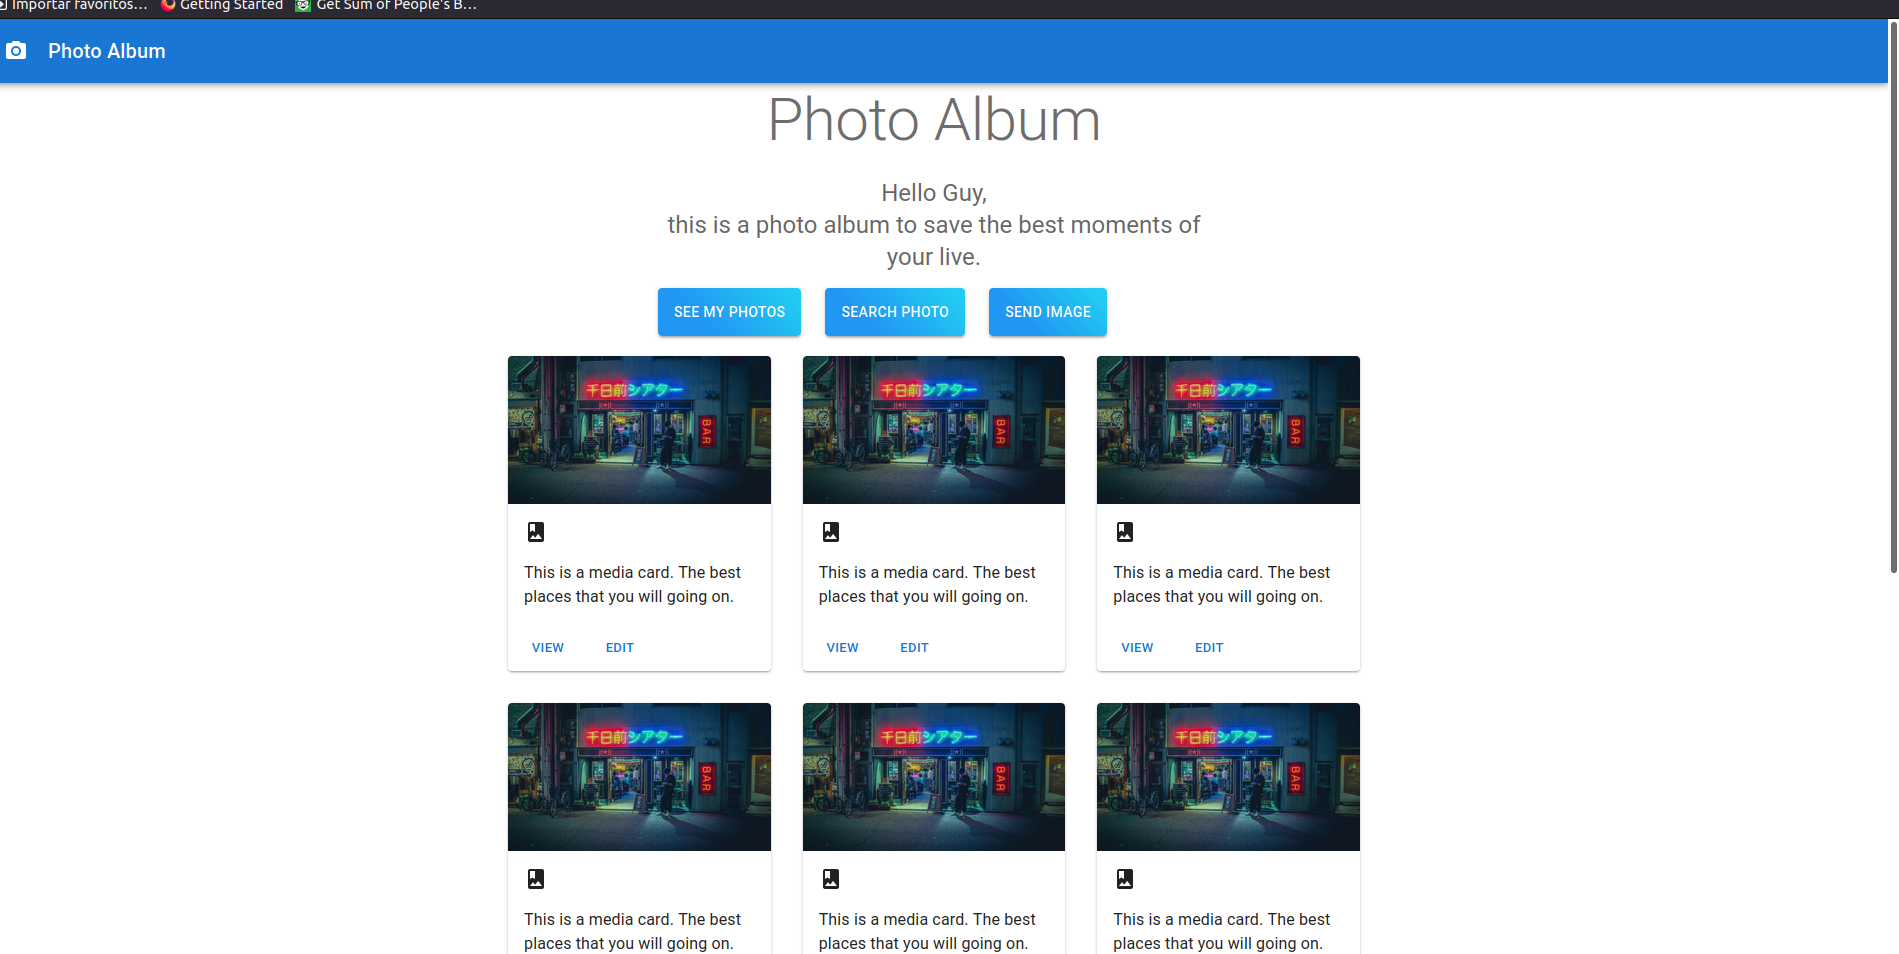 Importar favoritos...
Getting Started
Get Sum of People's B...
Photo Album
Photo Album
Hello Guy,
this is a photo album to save the best moments of
your live.
SEE MY PHOTOS
SEARCH PHOTO
SEND IMAGE
千日前シアター
BAR
千日前シアター
BAR
千日前シアター
BAR
This is a media card. The best
places that you will going on.
VIEW
EDIT
This is a media card. The best
places that you will going on.
VIEW
EDIT
This is a media card. The best
places that you will going on.
VIEW
EDIT
千日前シアター
BAR
千日前シアター
BAR
千日前シアター
BAR
This is a media card. The best
places that you will going on.
This is a media card. The best
places that you will going on.
This is a media card. The best
places that you will going on.